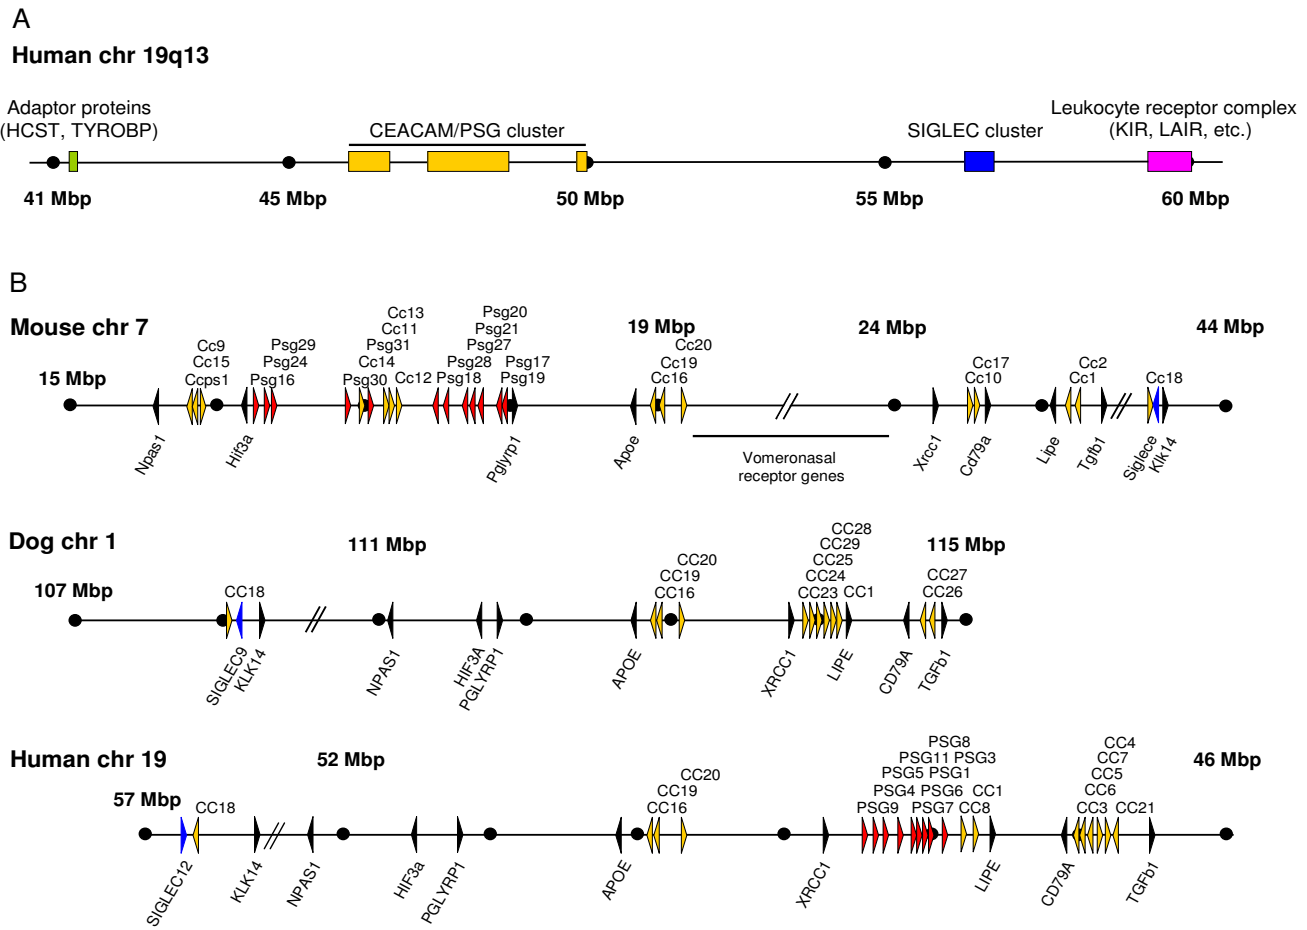 A
Human chr 19q13
Adaptor proteins
(HCST, TYROBP)
CEACAM/PSG cluster
SIGLEC cluster
Leukocyte receptor complex
(KIR, LAIR, etc.)
41 Mbp
45 Mbp
50 Mbp
55 Mbp
60 Mbp
B
Mouse chr 7
15 Mbp
19 Mbp
24 Mbp
44 Mbp
Cc9
Cc15
Ccps1
Psg29
Psg24
Psg16
Cc13
Cc11
Psg31
Cc14
Psg30
Cc12
Psg20
Psg21
Psg27
Psg28
Psg18
Psg17
Psg19
Cc20
Cc19
Cc16
Cc17
Cc10
Cc2
Cc1
Cc18
Npas1
Hif3a
Pglyrp1
Apoe
Vomeronasal
receptor genes
Xrcc1
Cd79a
Lipe
Tgfb1
Siglece
Klk14
Dog chr 1
107 Mbp
111 Mbp
115 Mbp
CC18
CC20
CC19
CC16
CC28
CC29
CC25
CC24
CC23
CC1
CC27
CC26
SIGLEC9
KLK14
NPAS1
HIF3A
PGLYRP1
APOE
XRCC1
LIPE
CD79A
TGFb1
Human chr 19
57 Mbp
52 Mbp
46 Mbp
CC18
CC20
CC19
CC16
PSG8
PSG11 PSG3
PSG5 PSG1
PSG4 PSG6 CC1
PSG9 PSG7 CC8
CC4
CC7
CC5
CC6
CC3 CC21
SIGLEC12
KLK14
NPAS1
HIF3a
PGLYRP1
APOE
XRCC1
LIPE
CD79A
TGFb1